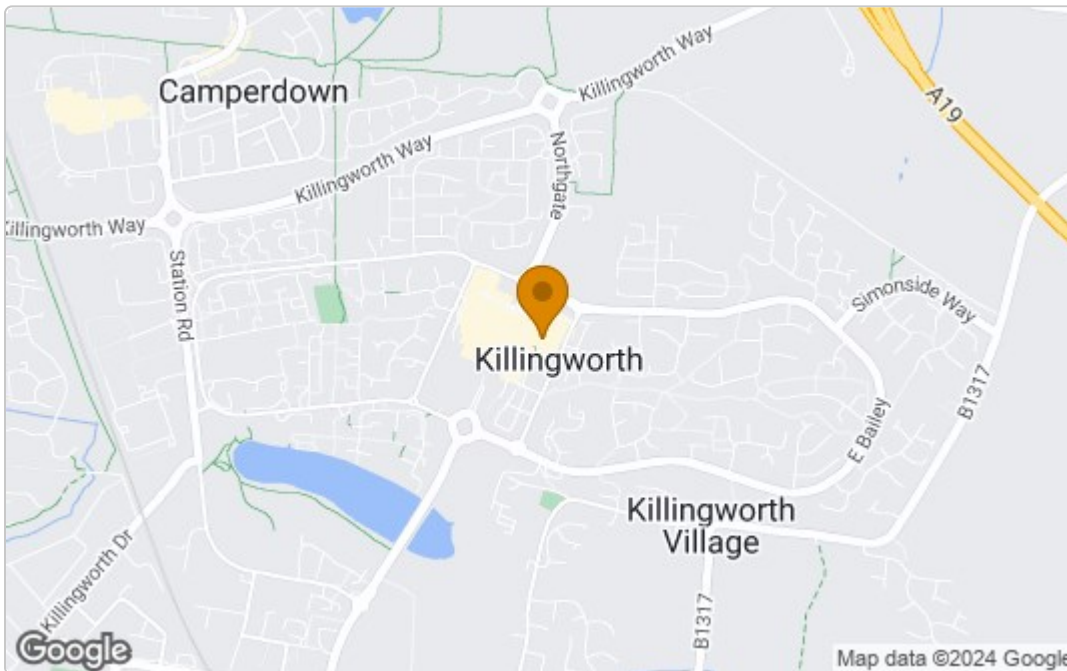 Killingworth Way
A19
Camperdown
Northgate
Killingworth Way
Killingworth Way
Station Rd
Simonside Way
Killingworth
B1317
E Bailey
Killingworth
Village
Killingworth Dr
B1317
Google
Map data ©2024 Google